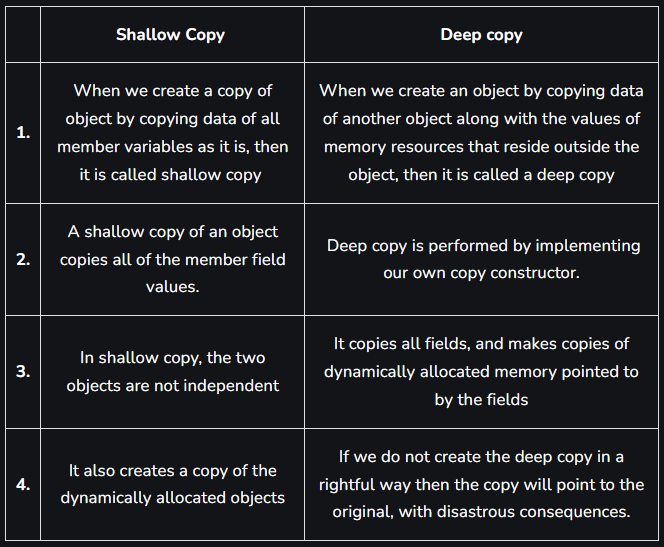 Shallow Copy
Deep copy
1.
When we create a copy of
object by copying data of all
member variables as it is, then
it is called shallow copy
When we create an object by copying data
of another object along with the values of
memory resources that reside outside the
object, then it is called a deep copy
2.
A shallow copy of an object
copies all of the member field
values.
Deep copy is performed by implementing
our own copy constructor.
3.
In shallow copy, the two
objects are not independent
It copies all fields, and makes copies of
dynamically allocated memory pointed to
by the fields
4.
It also creates a copy of the
dynamically allocated objects
If we do not create the deep copy in a
rightful way then the copy will point to the
original, with disastrous consequences.